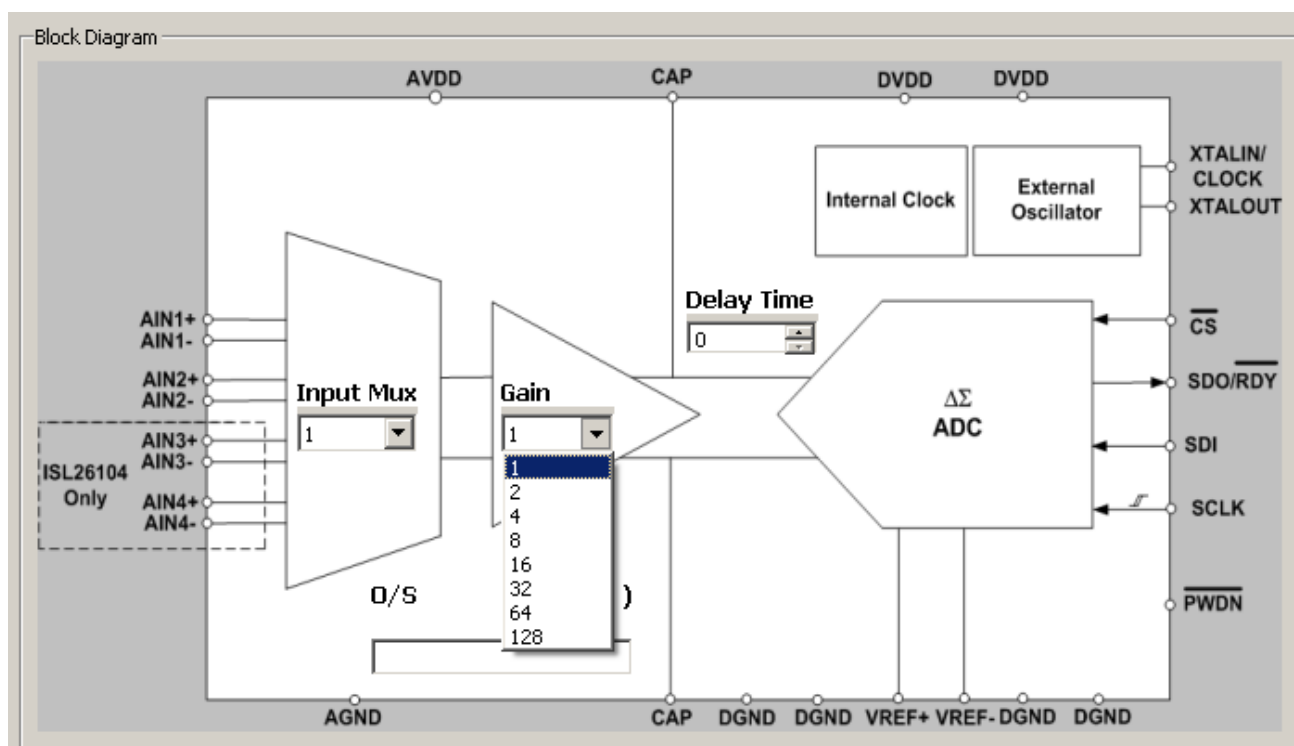 Block Diagram
AVDD
CAP
DVDD
DVDD
XTALIN/
CLOCK
XTALOUT
Internal Clock
External
Oscillator
AIN1+
AIN1-
AIN2+
AIN2-
AIN3+
AIN3-
AIN4+
AIN4-
ISL26104
Only
Input Mux
1
Gain
1
1
2
4
8
16
32
64
128
Delay Time
0
ΔΣ
ADC
CS
SDO/RDY
SDI
SCLK
PWDN
O/S )
AGND
CAP
DGND
DGND
VREF+
VREF-
DGND
DGND